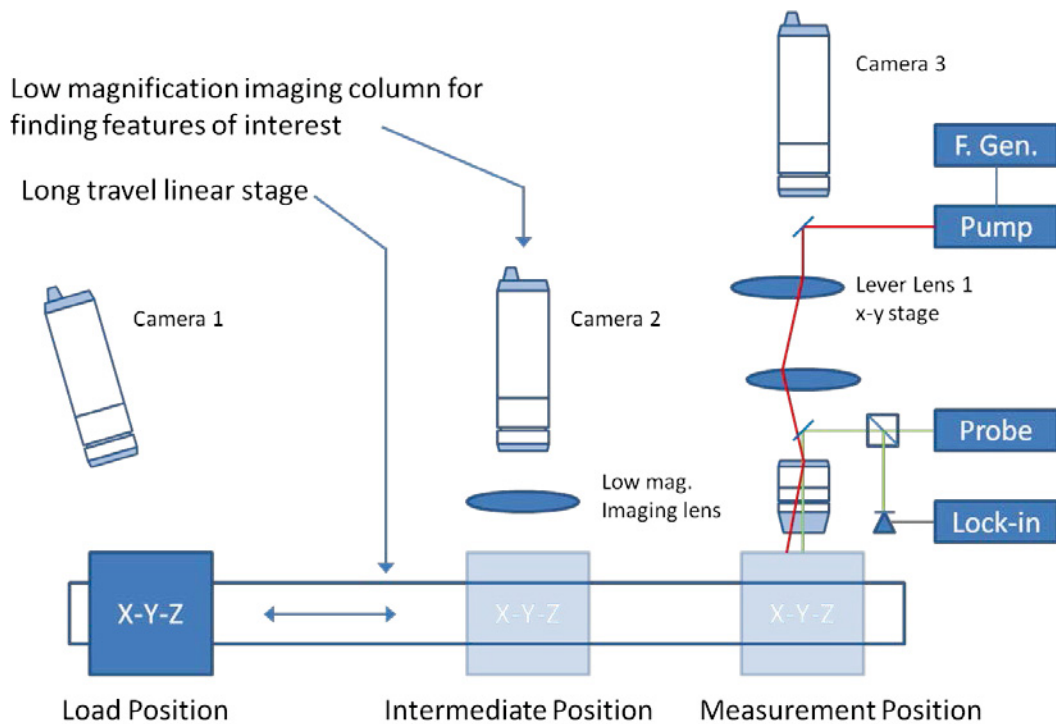 Camera 3
Low magnification imaging column for
finding features of interest
F. Gen.
Long travel linear stage
Pump
Lever Lens 1
x-y stage
Camera 1
Camera 2
Probe
Low mag.
Imaging lens
Lock-in
X-Y-Z
X-Y-Z
X-Y-Z
Load Position
Intermediate Position
Measurement Position